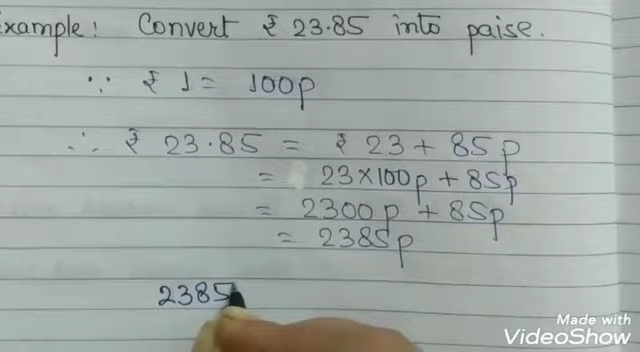 xample: Convert ₹ 23.85 into paise.
∵ ₹ 1 = 100p
∴ ₹ 23.85 = ₹ 23 + 85p
= 23×100p + 85p
= 2300p + 85p
= 2385p
2385
Made with
VideoShow